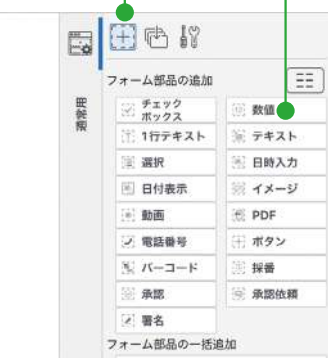 フォーム部品の追加
通常用
チェック
ボックス
数値
1行テキスト
テキスト
選択
日時入力
日付表示
イメージ
動画
PDF
電話番号
ボタン
バーコード
採番
承認
承認依頼
署名
フォーム部品の一括追加